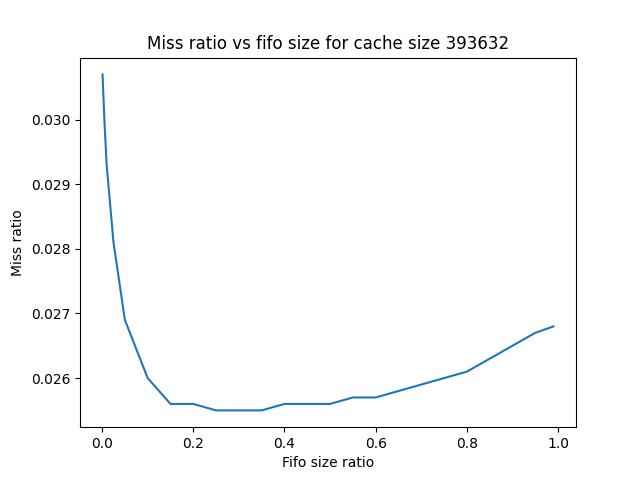 Miss ratio vs fifo size for cache size 393632
0.030
0.029
0.028
0.027
0.026
Miss ratio
0.0 0.2 0.4 0.6 0.8 1.0
Fifo size ratio